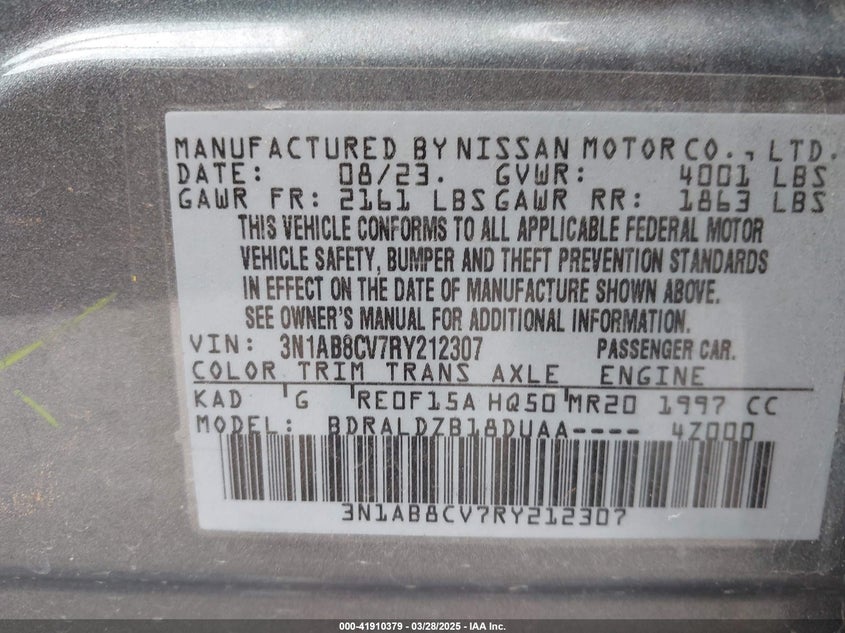 MANUFACTURED BY NISSAN MOTOR CO., LTD.
DATE: 08/23. GVWR: 4001 LBS
GAWR FR: 2161 LBS GAWR RR: 1863 LBS
THIS VEHICLE CONFORMS TO ALL APPLICABLE FEDERAL MOTOR
VEHICLE SAFETY, BUMPER AND THEFT PREVENTION STANDARDS
IN EFFECT ON THE DATE OF MANUFACTURE SHOWN ABOVE.
SEE OWNER'S MANUAL FOR ADDITIONAL INFORMATION.
VIN: 3N1AB8CV7RY212307 PASSENGER CAR.
COLOR TRIM TRANS AXLE ENGINE
KAD G RE0F15A HQ50 MR20 1997 CC
MODEL: BDRALDZB18DUAA---- 4Z000
3N1AB8CV7RY212307
000-41910379 | 03/28/2025 - IAA Inc.